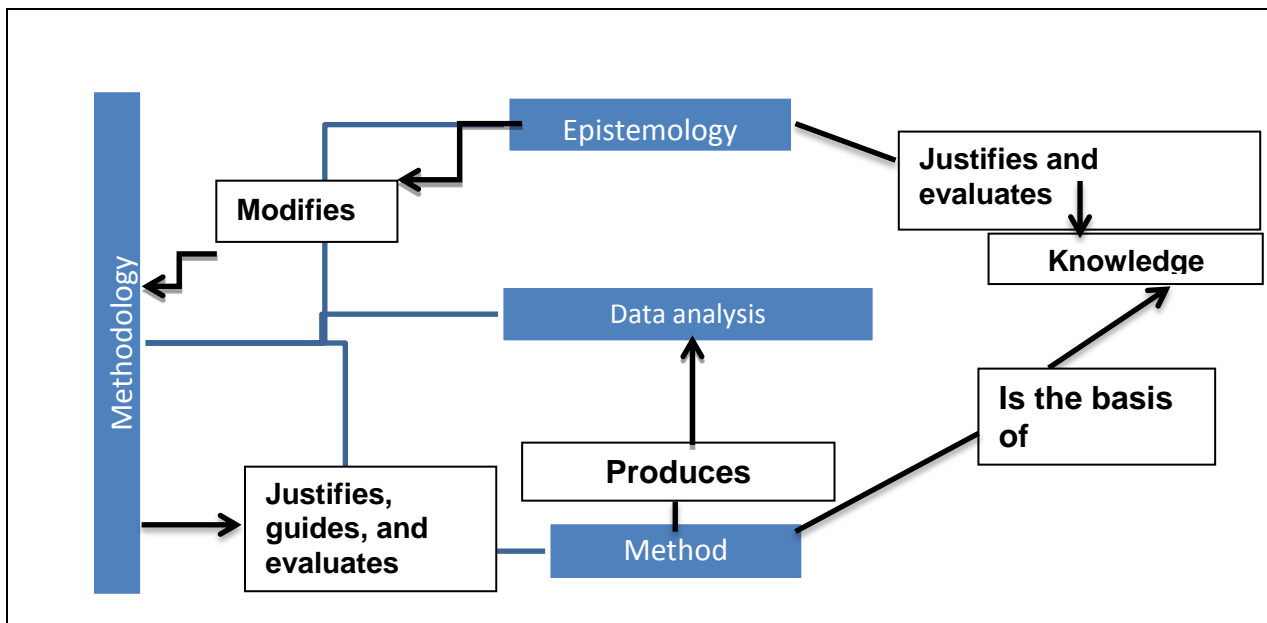 Epistemology
Justifies and
evaluates
Modifies
Knowledge
Methodology
Data analysis
Is the basis
of
Produces
Justifies,
guides, and
evaluates
Method